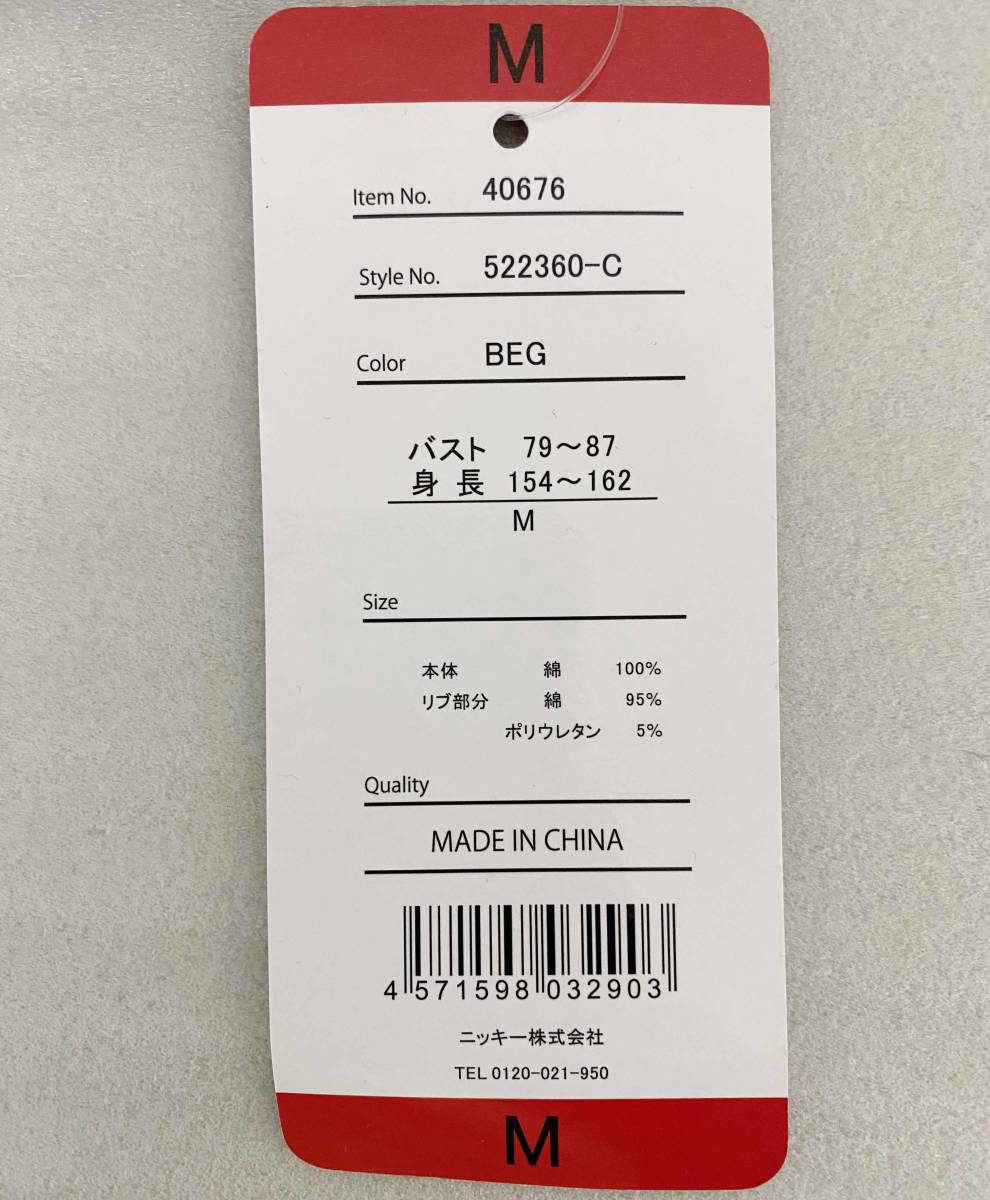 M
Item No. 40676
Style No. 522360-C
Color BEG
バスト 79～87
身長 154～162
M
Size
本体 綿 100%
リブ部分 綿 95%
ポリウレタン 5%
Quality
MADE IN CHINA
4 571598 032903
ニッキー株式会社
TEL 0120-021-950
M